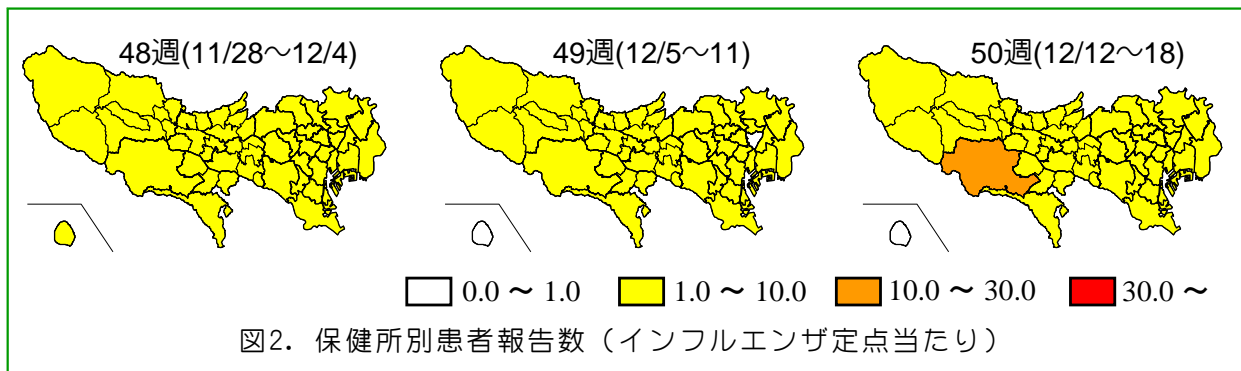 48週(11/28～12/4)
49週(12/5～11)
50週(12/12～18)
0.0 ～ 1.0
1.0 ～ 10.0
10.0 ～ 30.0
30.0 ～
図2．保健所別患者報告数（インフルエンザ定点当たり）